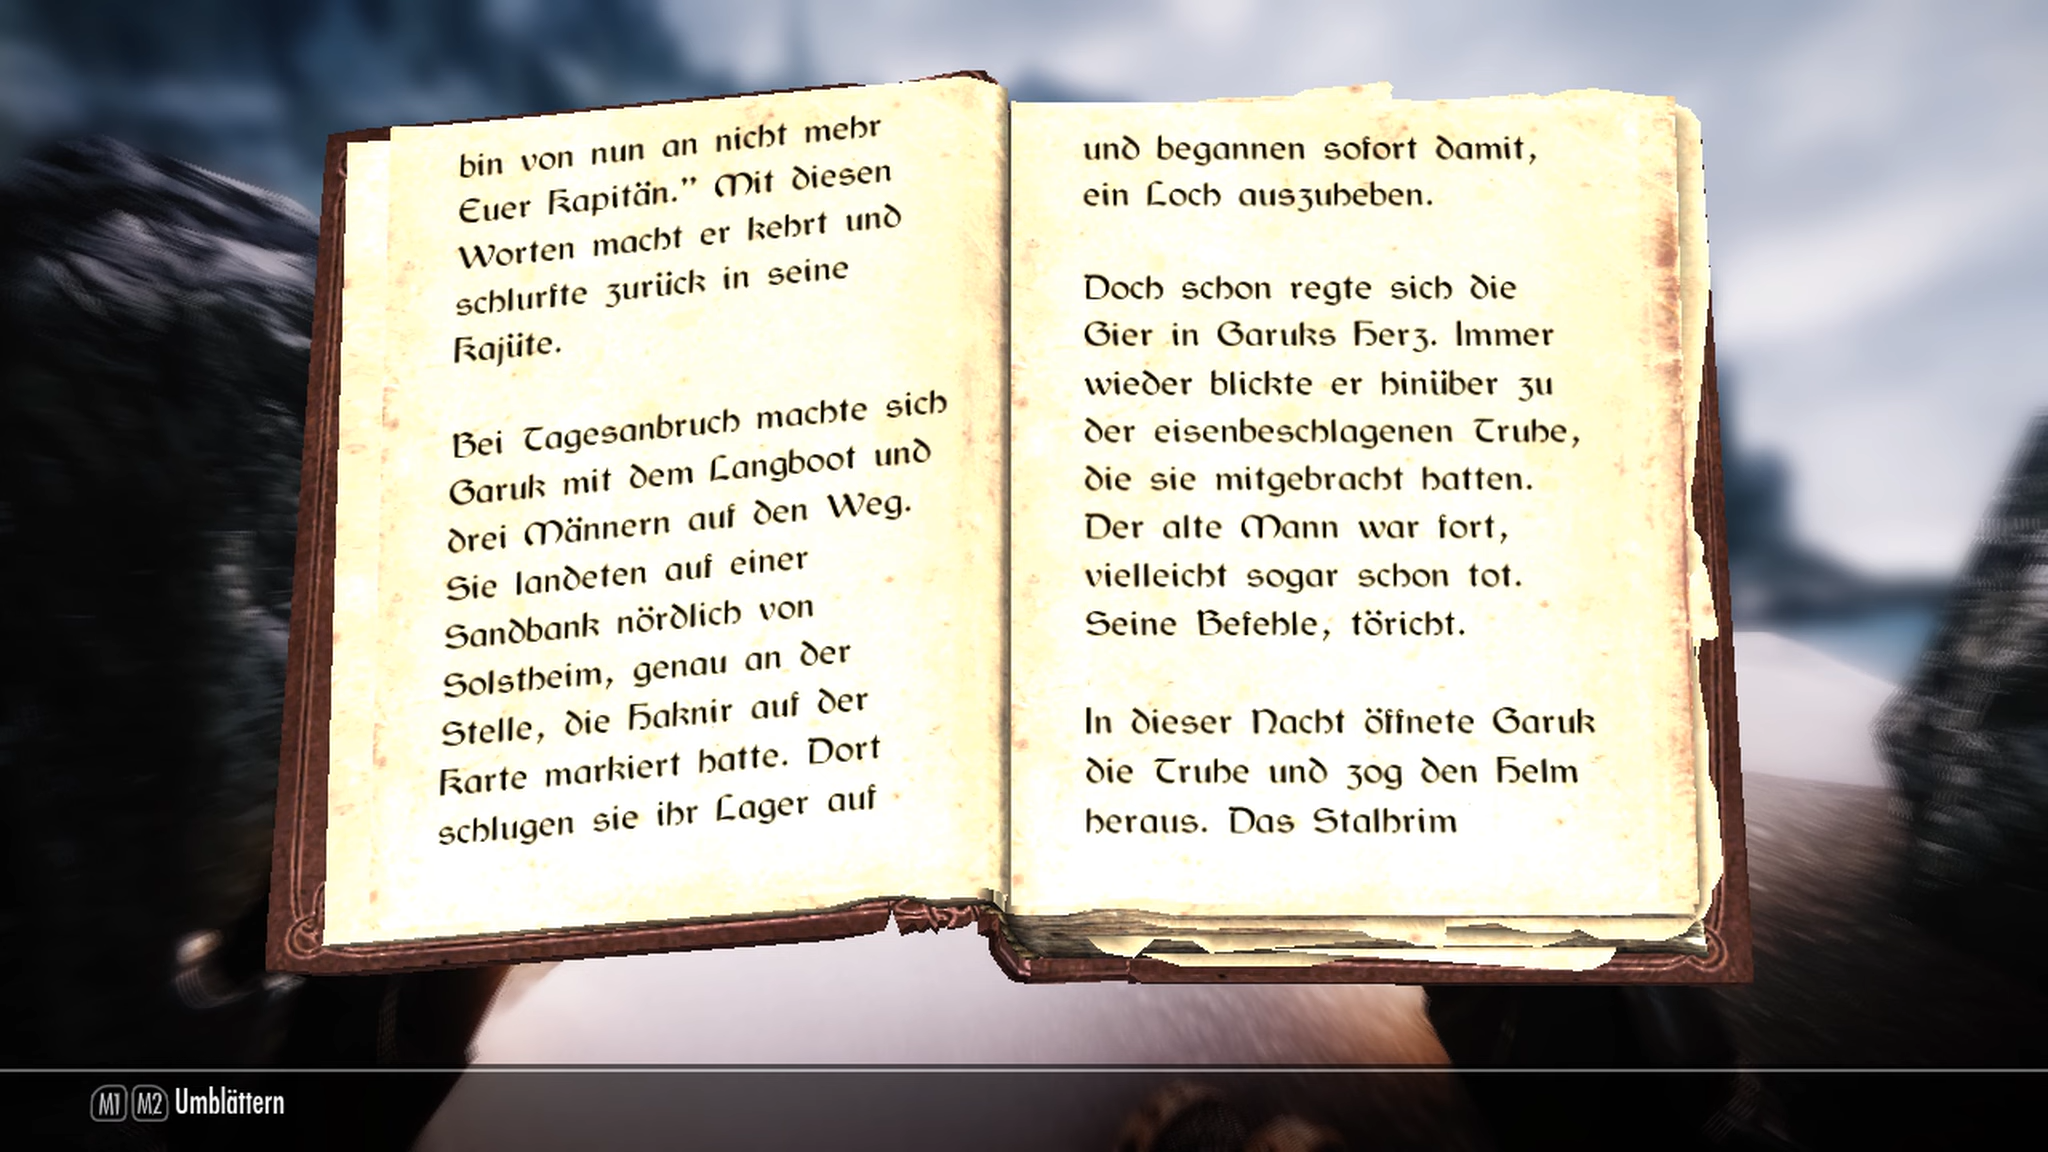 bin von nun an nicht mehr
Euer Kapitän.” Mit diesen
Worten macht er kehrt und
schlurfte zurück in seine
Kajüte.
Bei Tagesanbruch machte sich
Garuk mit dem Langboot und
drei Männern auf den Weg.
Sie landeten auf einer
Sandbank nördlich von
Solstheim, genau an der
Stelle, die Haknir auf der
Karte markiert hatte. Dort
schlugen sie ihr Lager auf
und begannen sofort damit,
ein Loch auszuheben.
Doch schon regte sich die
Gier in Garuks Herz. Immer
wieder blickte er hinüber zu
der eisenbeschlagenen Truhe,
die sie mitgebracht hatten.
Der alte Mann war fort,
vielleicht sogar schon tot.
Seine Befehle, töricht.
In dieser Nacht öffnete Garuk
die Truhe und zog den Helm
heraus. Das Stalhrim
M1 M2 Umblättern